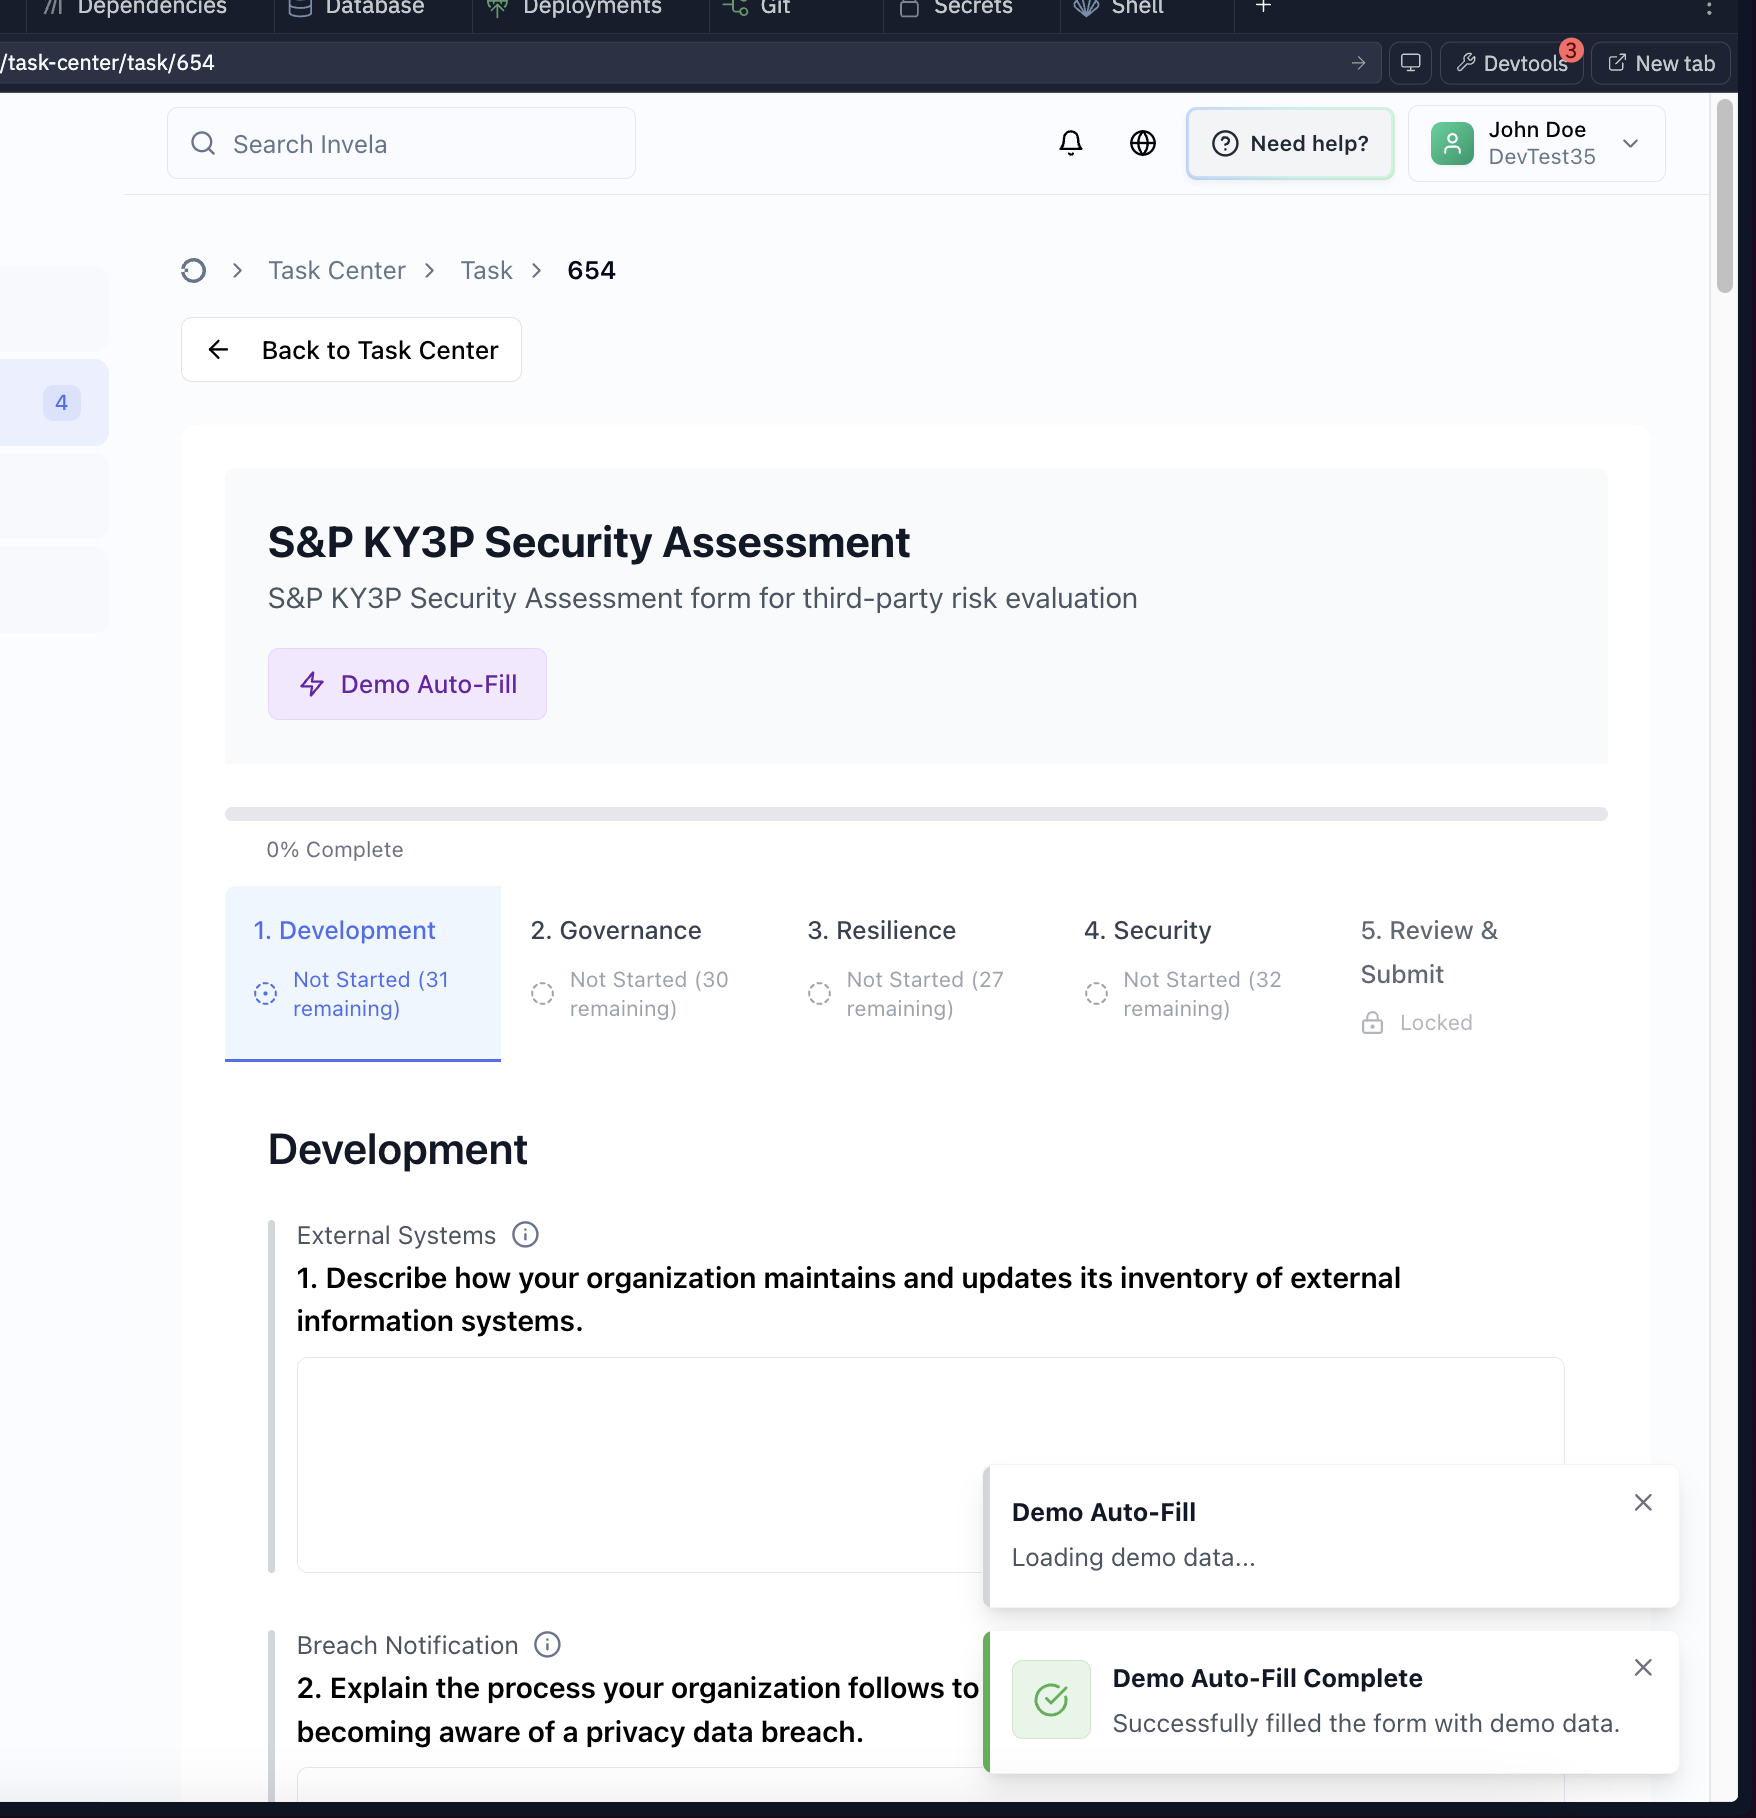 Dependencies
Database
Deployments
Git
Secrets
Shell
/task-center/task/654
Devtools
3
New tab
Search Invela
Need help?
John Doe
DevTest35
Task Center
Task
654
Back to Task Center
4
S&P KY3P Security Assessment
S&P KY3P Security Assessment form for third-party risk evaluation
Demo Auto-Fill
0% Complete
1. Development
Not Started (31
remaining)
2. Governance
Not Started (30
remaining)
3. Resilience
Not Started (27
remaining)
4. Security
Not Started (32
remaining)
5. Review &
Submit
Locked
Development
External Systems
1. Describe how your organization maintains and updates its inventory of external
information systems.
Breach Notification
2. Explain the process your organization follows to
becoming aware of a privacy data breach.
Demo Auto-Fill
Loading demo data...
Demo Auto-Fill Complete
Successfully filled the form with demo data.